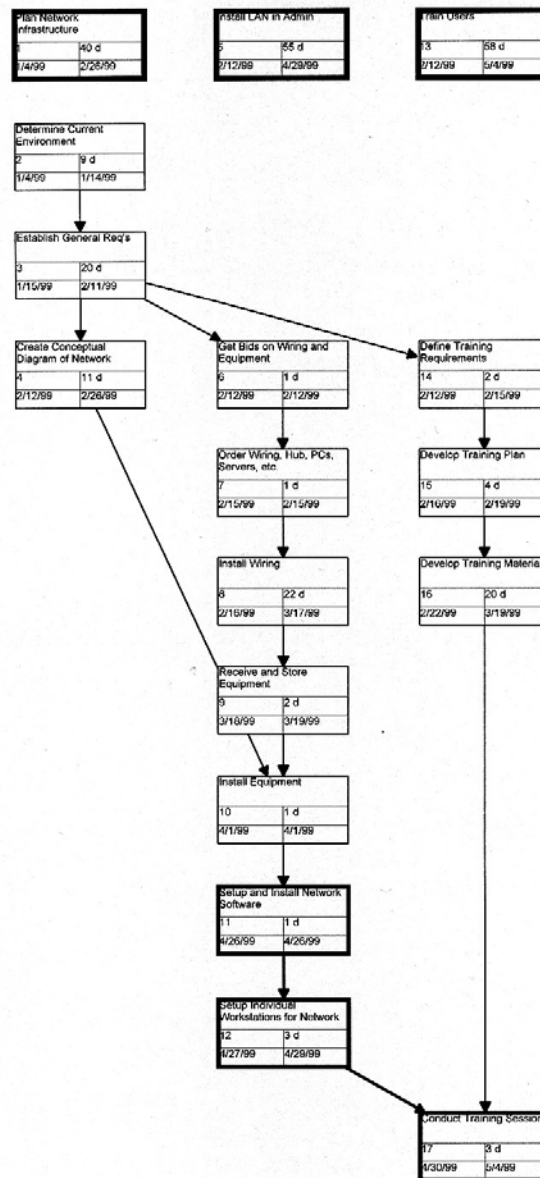 Plan Network
Infrastructure
1 40 d
1/4/99 2/26/99
Install LAN in Admin
5 55 d
2/12/99 4/29/99
Train Users
13 58 d
2/12/99 5/4/99
Determine Current
Environment
2 9 d
1/4/99 1/14/99
Establish General Req's
3 20 d
1/15/99 2/11/99
Create Conceptual
Diagram of Network
4 11 d
2/12/99 2/26/99
Get Bids on Wiring and
Equipment
6 1 d
2/12/99 2/12/99
Define Training
Requirements
14 2 d
2/12/99 2/15/99
Order Wiring, Hub, PCs,
Servers, etc.
7 1 d
2/15/99 2/15/99
Develop Training Plan
15 4 d
2/16/99 2/19/99
Install Wiring
8 22 d
2/16/99 3/17/99
Develop Training Material
16 20 d
2/22/99 3/19/99
Receive and Store
Equipment
9 2 d
3/18/99 3/19/99
Install Equipment
10 1 d
4/1/99 4/1/99
Setup and Install Network
Software
11 1 d
4/26/99 4/26/99
Setup Individual
Workstations for Network
12 3 d
4/27/99 4/29/99
Conduct Training Session
17 3 d
4/30/99 5/4/99